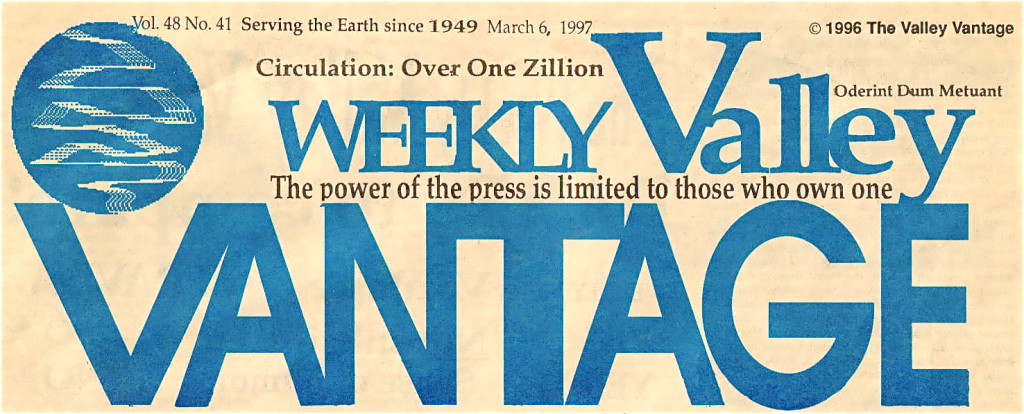 Vol. 48 No. 41 Serving the Earth since 1949 March 6, 1997
© 1996 The Valley Vantage
Circulation: Over One Zillion
Oderint Dum Metuant
WEEKLY Valley
The power of the press is limited to those who own one
VANTAGE